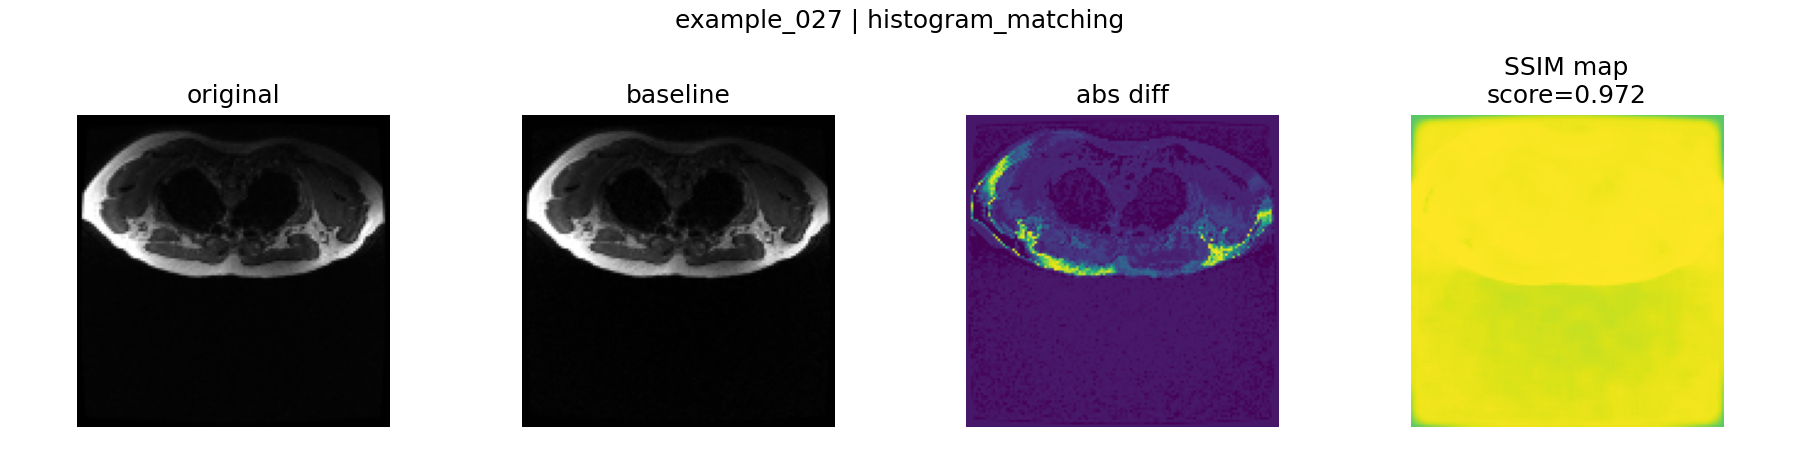 example_027 | histogram_matching
original
baseline
abs diff
SSIM map
score=0.972